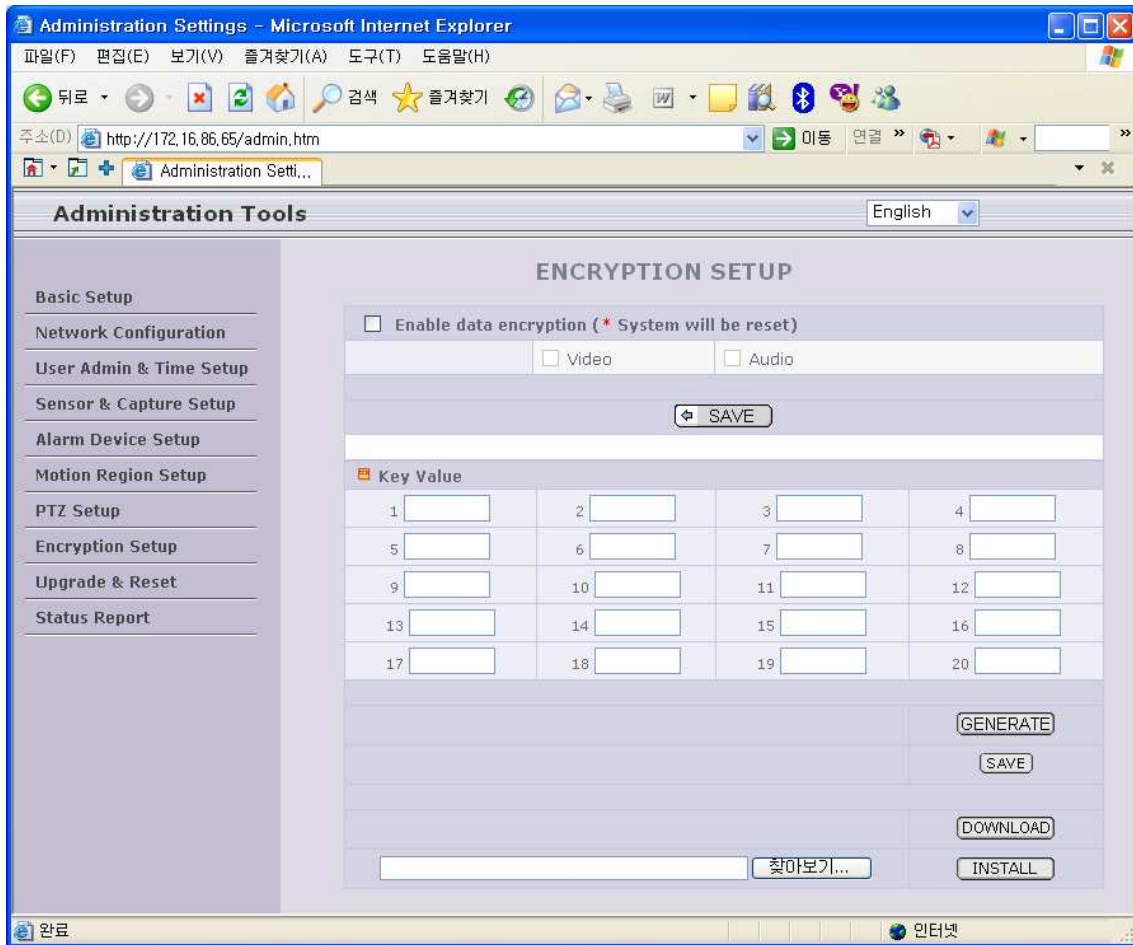 Administration Settings - Microsoft Internet Explorer
파일(F) 편집(E) 보기(V) 즐겨찾기(A) 도구(T) 도움말(H)
뒤로 검색 즐겨찾기
주소(D) http://172.16.86.65/admin.htm 이동 연결 »
Administration Setti...
Administration Tools English
ENCRYPTION SETUP
Basic Setup
Network Configuration
User Admin & Time Setup
Sensor & Capture Setup
Alarm Device Setup
Motion Region Setup
PTZ Setup
Encryption Setup
Upgrade & Reset
Status Report
Enable data encryption (* System will be reset)
Video Audio
SAVE
Key Value
1 2 3 4
5 6 7 8
9 10 11 12
13 14 15 16
17 18 19 20
GENERATE
SAVE
DOWNLOAD
찾아보기... INSTALL
완료 인터넷